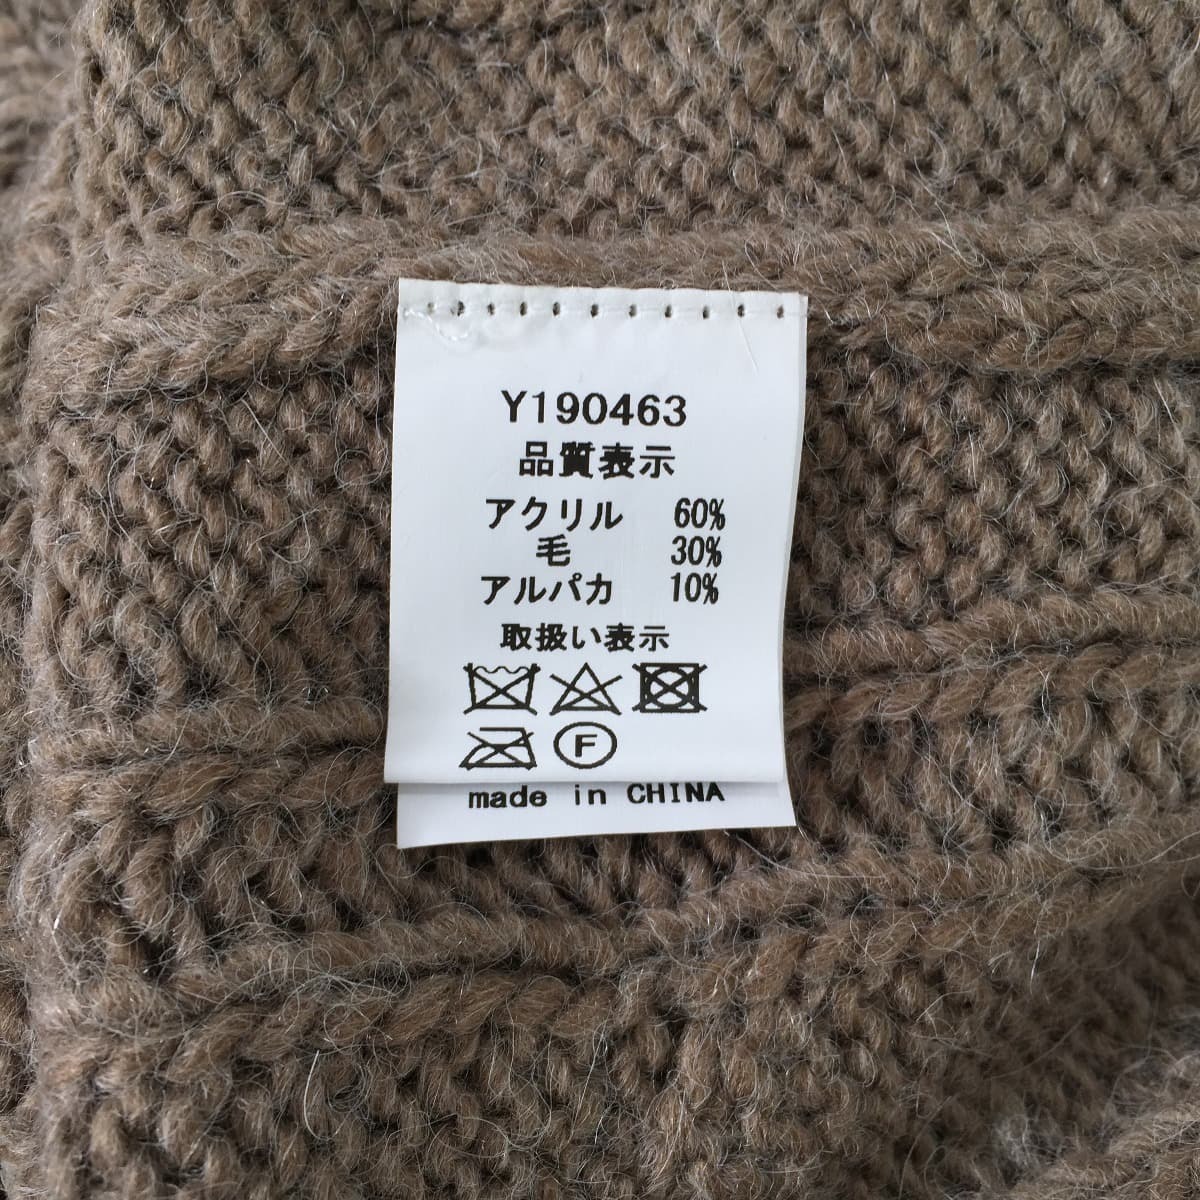 Y190463
品質表示
アクリル 60%
毛 30%
アルパカ 10%
取扱い表示
F
made in CHINA